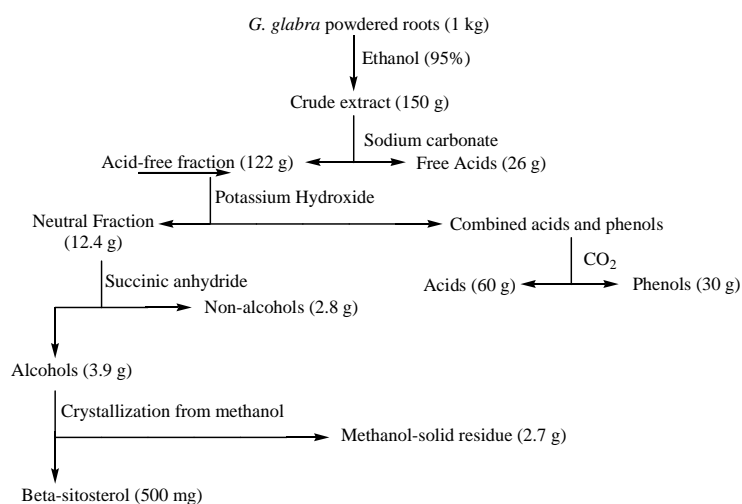 G. glabra powdered roots (1 kg)
Ethanol (95%)
Crude extract (150 g)
Sodium carbonate
Acid-free fraction (122 g)
Free Acids (26 g)
Potassium Hydroxide
Neutral Fraction
(12.4 g)
Combined acids and phenols
CO2
Succinic anhydride
Acids (60 g)
Phenols (30 g)
Non-alcohols (2.8 g)
Alcohols (3.9 g)
Crystallization from methanol
Methanol-solid residue (2.7 g)
Beta-sitosterol (500 mg)